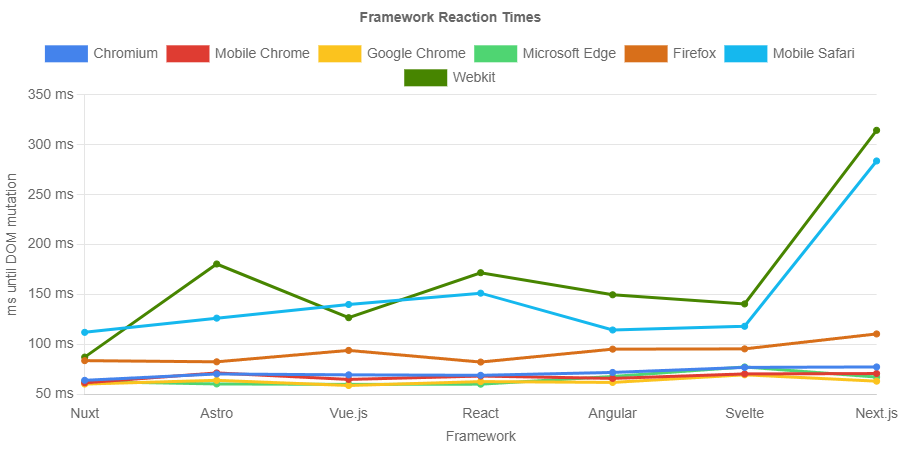 Framework Reaction Times
Chromium Mobile Chrome Google Chrome Microsoft Edge Firefox Mobile Safari
Webkit
350 ms
300 ms
250 ms
200 ms
150 ms
100 ms
50 ms
ms until DOM mutation
Nuxt Astro Vue.js React Angular Svelte Next.js
Framework